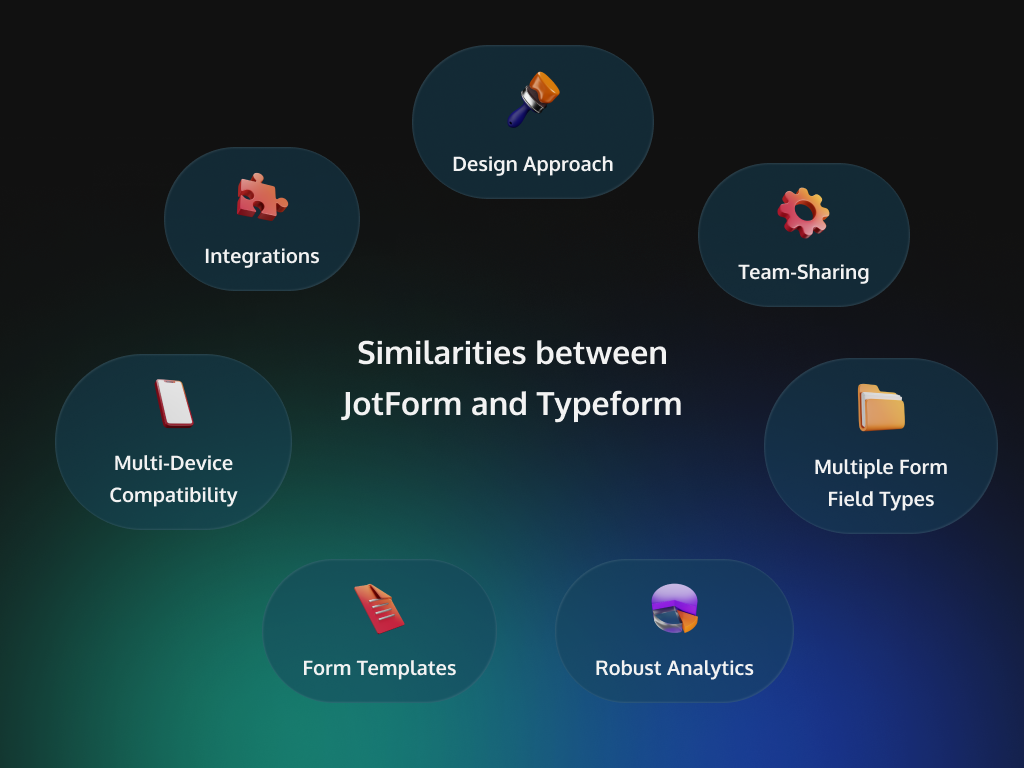 Design Approach
Integrations
Team-Sharing
Similarities between
JotForm and Typeform
Multi-Device
Compatibility
Multiple Form
Field Types
Form Templates
Robust Analytics